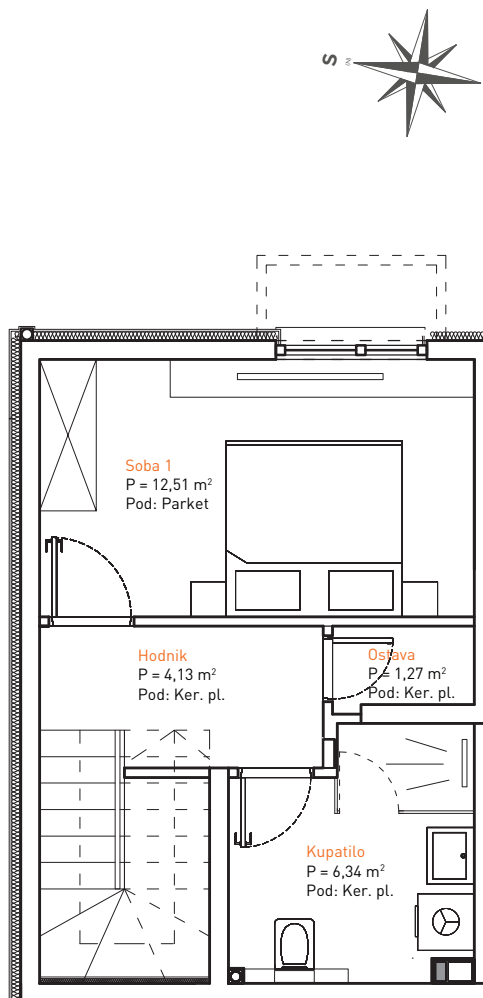 S
Soba 1
P = 12,51 m²
Pod: Parket
Hodnik
P = 4,13 m²
Pod: Ker. pl.
Ostava
P = 1,27 m²
Pod: Ker. pl.
Kupatilo
P = 6,34 m²
Pod: Ker. pl.